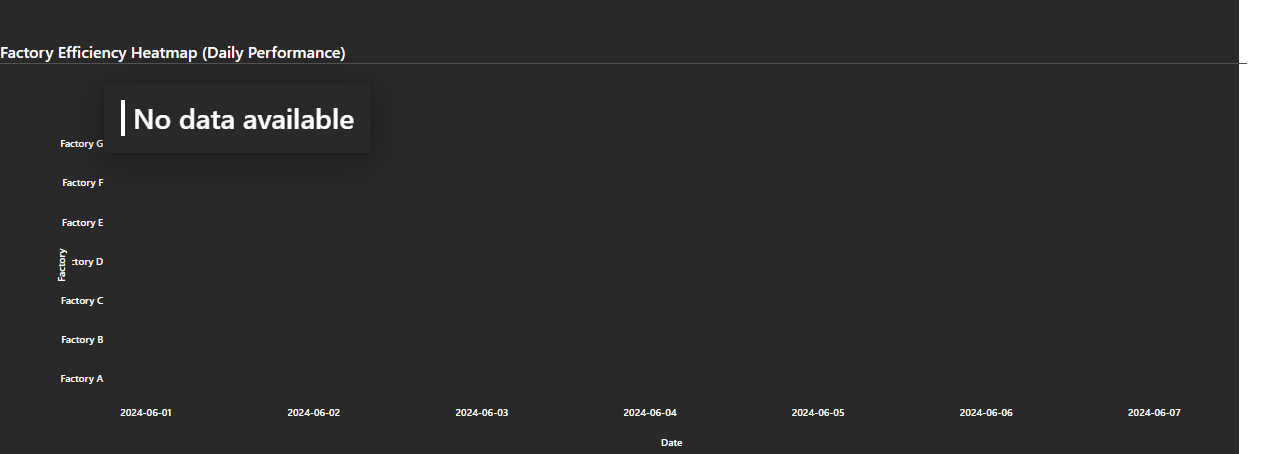 Factory Efficiency Heatmap (Daily Performance)
No data available
Factory G
Factory F
Factory E
Factory
:tory D
Factory C
Factory B
Factory A
2024-06-01 2024-06-02 2024-06-03 2024-06-04 2024-06-05 2024-06-06 2024-06-07
Date